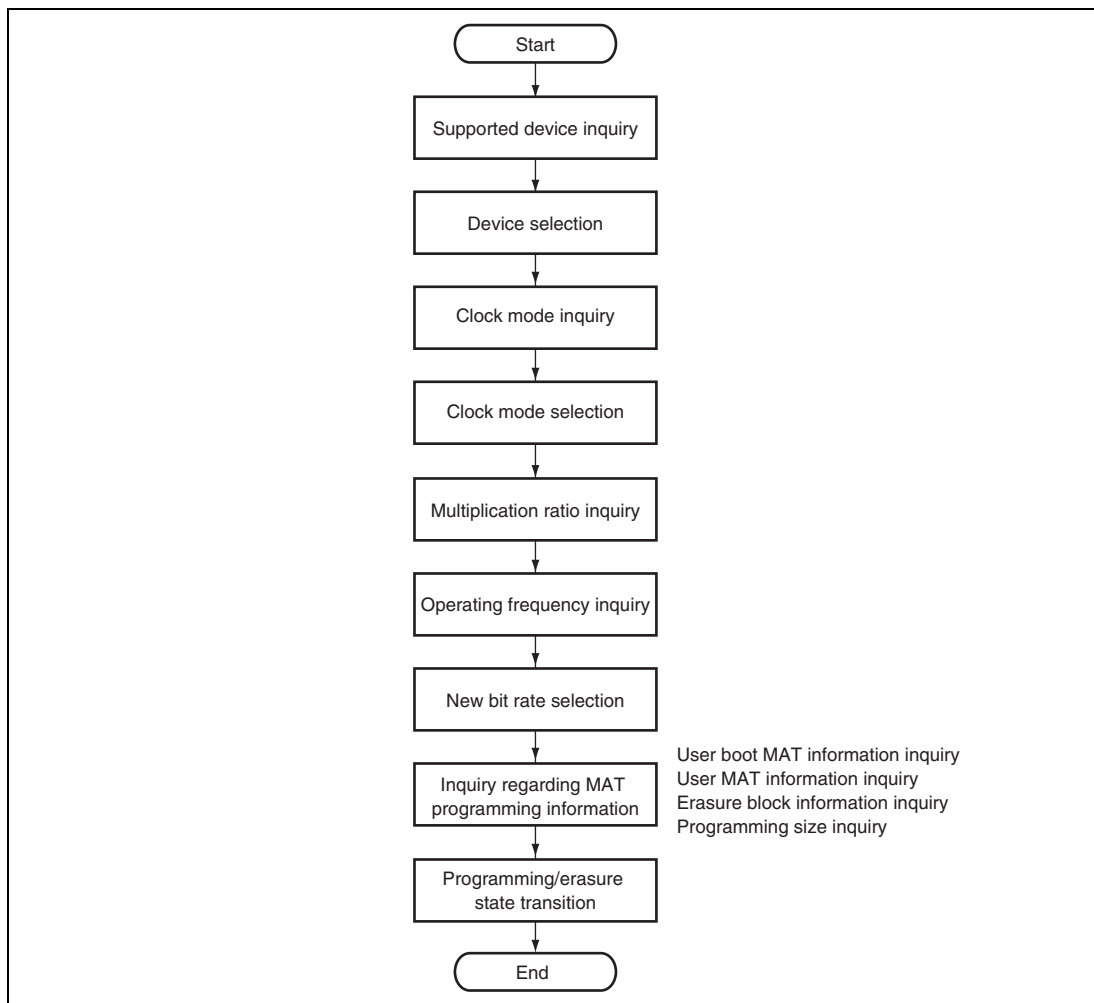 Start
Supported device inquiry
Device selection
Clock mode inquiry
Clock mode selection
Multiplication ratio inquiry
Operating frequency inquiry
New bit rate selection
Inquiry regarding MAT
programming information
User boot MAT information inquiry
User MAT information inquiry
Erasure block information inquiry
Programming size inquiry
Programming/erasure
state transition
End